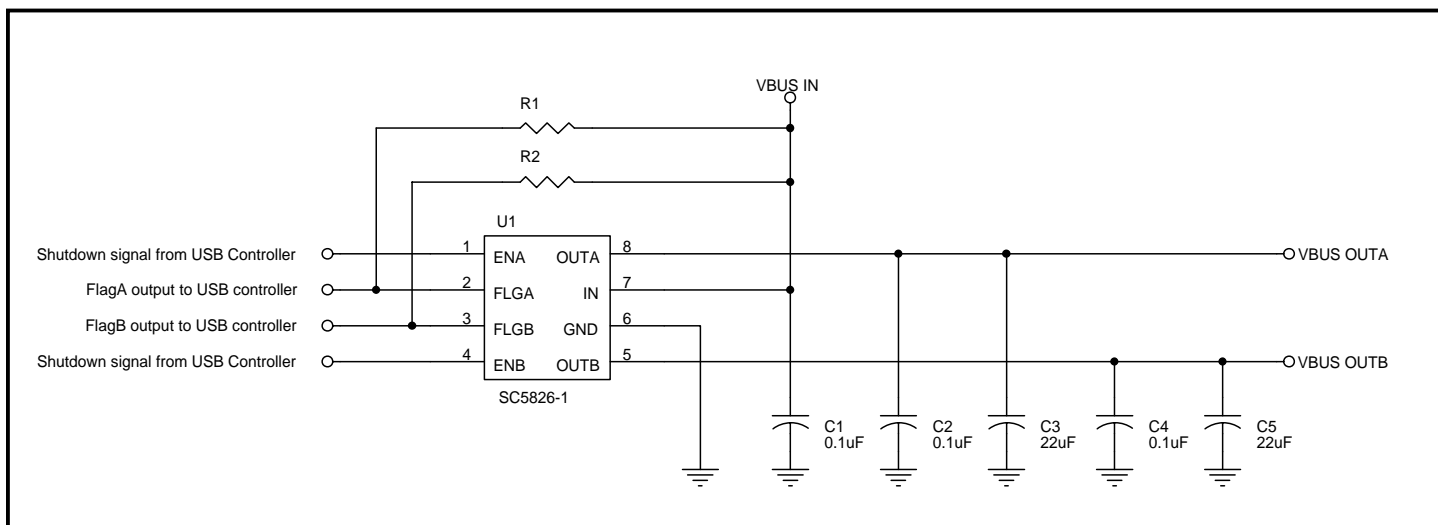 VBUS IN
R1
R2
U1
Shutdown signal from USB Controller
1
ENA
OUTA
8
VBUS OUTA
FlagA output to USB controller
2
FLGA
IN
7
FlagB output to USB controller
3
FLGB
GND
6
Shutdown signal from USB Controller
4
ENB
OUTB
5
VBUS OUTB
SC5826-1
C1
0.1uF
C2
0.1uF
C3
22uF
C4
0.1uF
C5
22uF